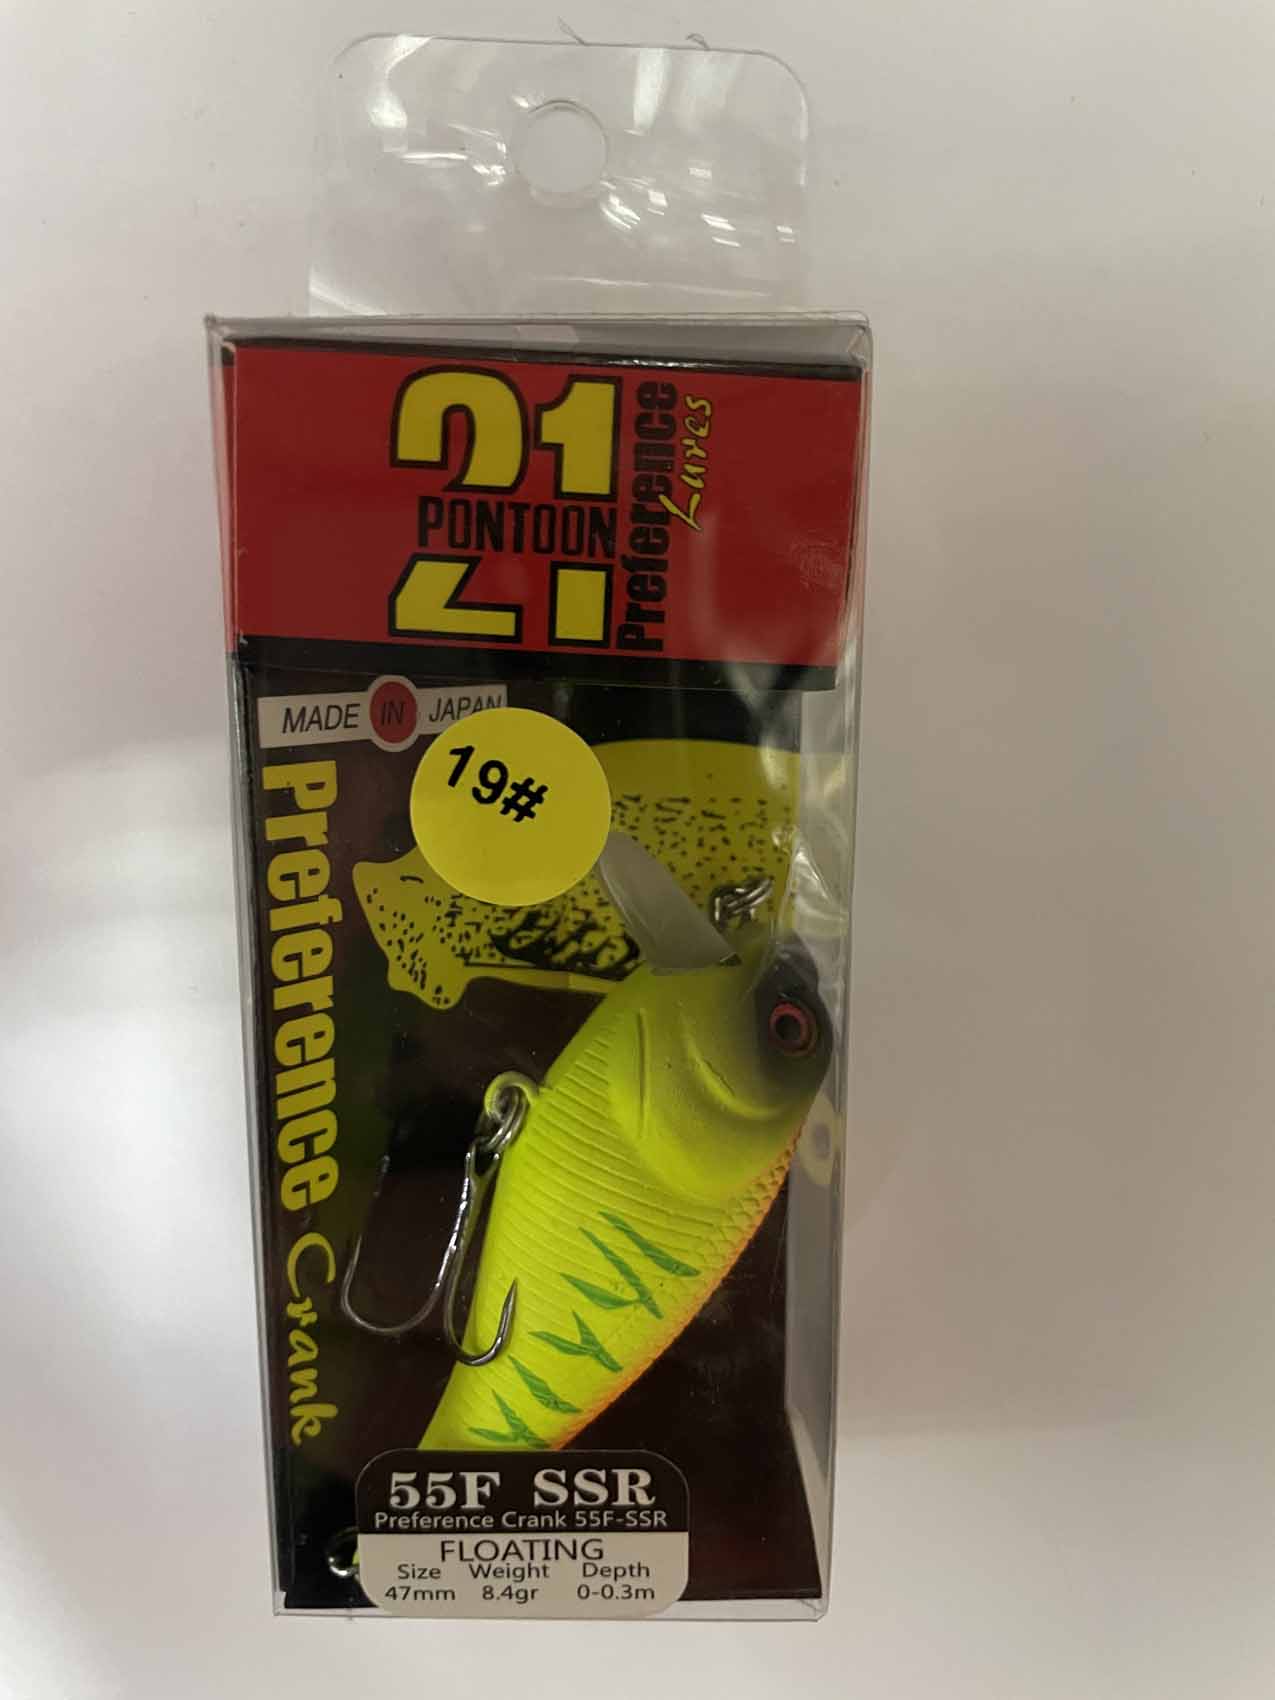 21
PONTOON
Preference
Lures
MADE IN JAPAN
19#
Preference Crank
55F SSR
Preference Crank 55F-SSR
FLOATING
Size Weight Depth
47mm 8.4gr 0-0.3m